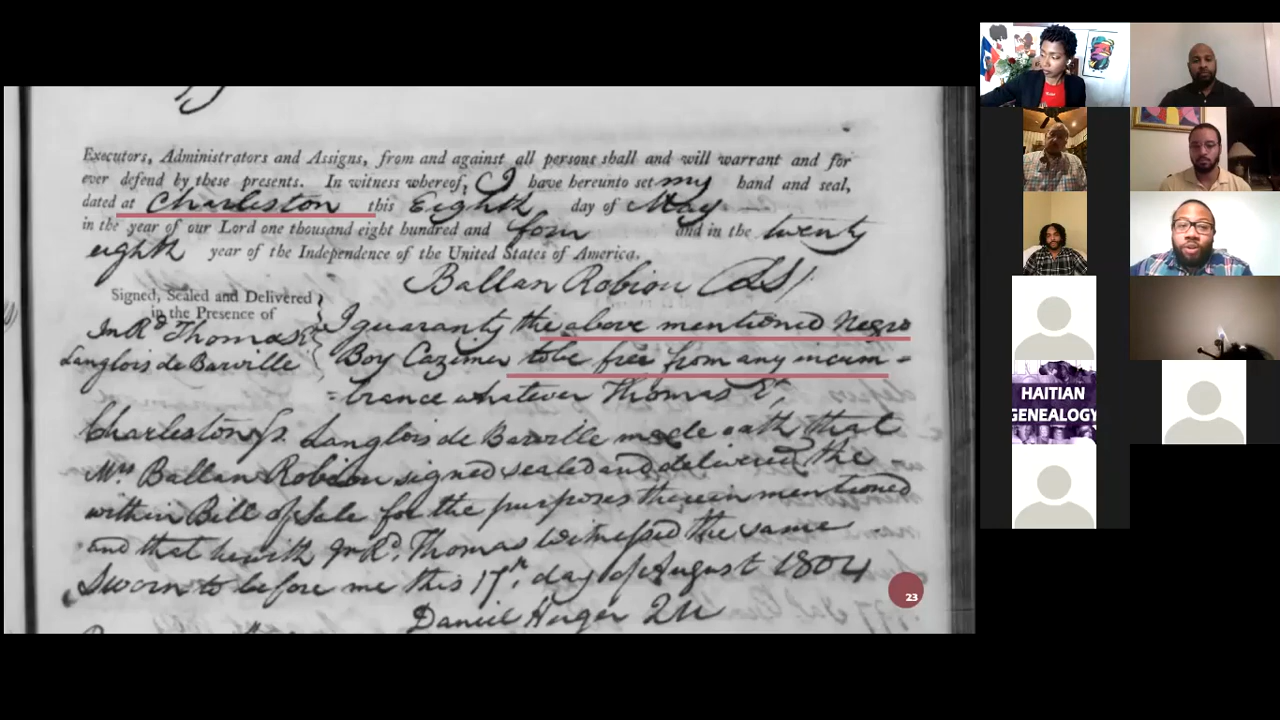 Executors, Administrators and Assigns, from and against all persons shall and will warrant and for
ever defend by these presents. In witness whereof, I have hereunto set my hand and seal,
dated at Charleston this Eighth day of May
in the year of our Lord one thousand eight hundred and four and in the twenty
eighth year of the Independence of the United States of America.
Ballan Robion
Signed, Sealed and Delivered
in the Presence of
Jn Rd Thomas
Langlois de Barville
I guaranty the above mentioned Negro
Boy Cazimer to be free from any incum-
=brance whatever Thomas
Charleston Langlois de Barville made oath that
Mrs Ballan Robion signed sealed and delivered the
within Bill of Sale for the purposes therein mentioned
and that he with Jn Rd. Thomas witnessed the same
Sworn to before me this 17th day of August 1804
Daniel Huger
23
HAITIAN
GENEALOGY